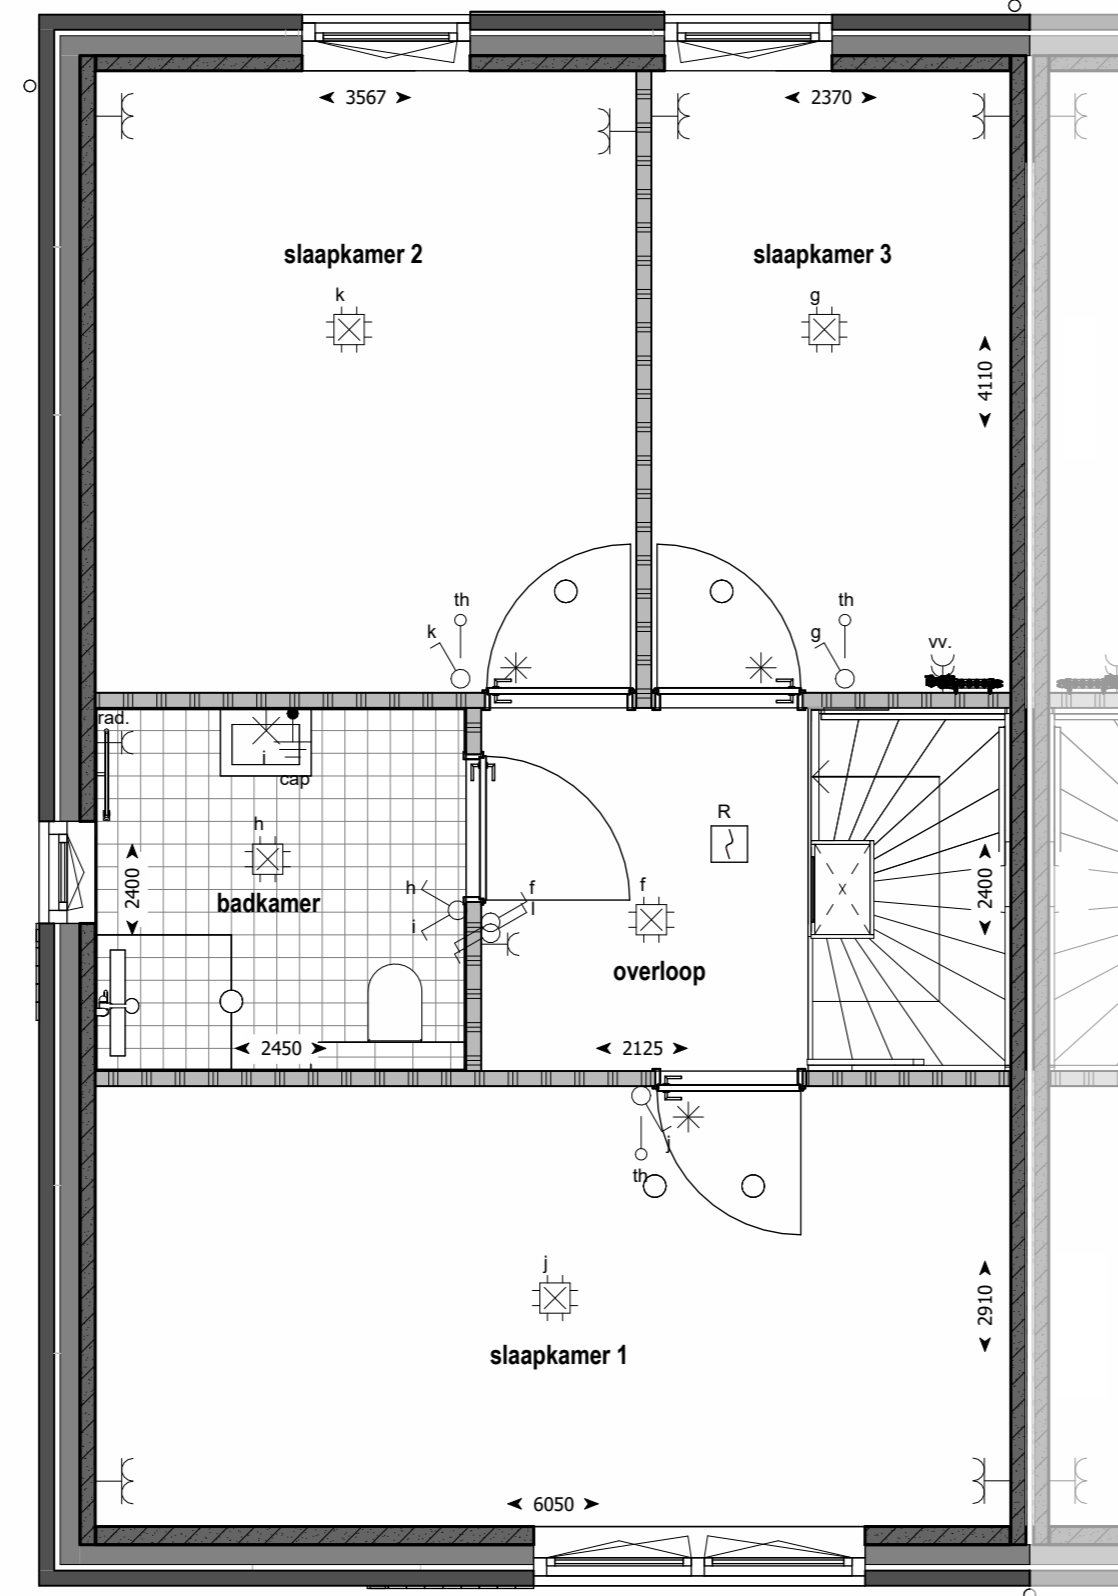 3567
2370
slaapkamer 2
slaapkamer 3
k
g
4110
th
th
k
g
vv.
rad.
i
cap
h
R
2400
badkamer
h
i
f
f
2400
overloop
2450
2125
j
th
j
2910
slaapkamer 1
6050